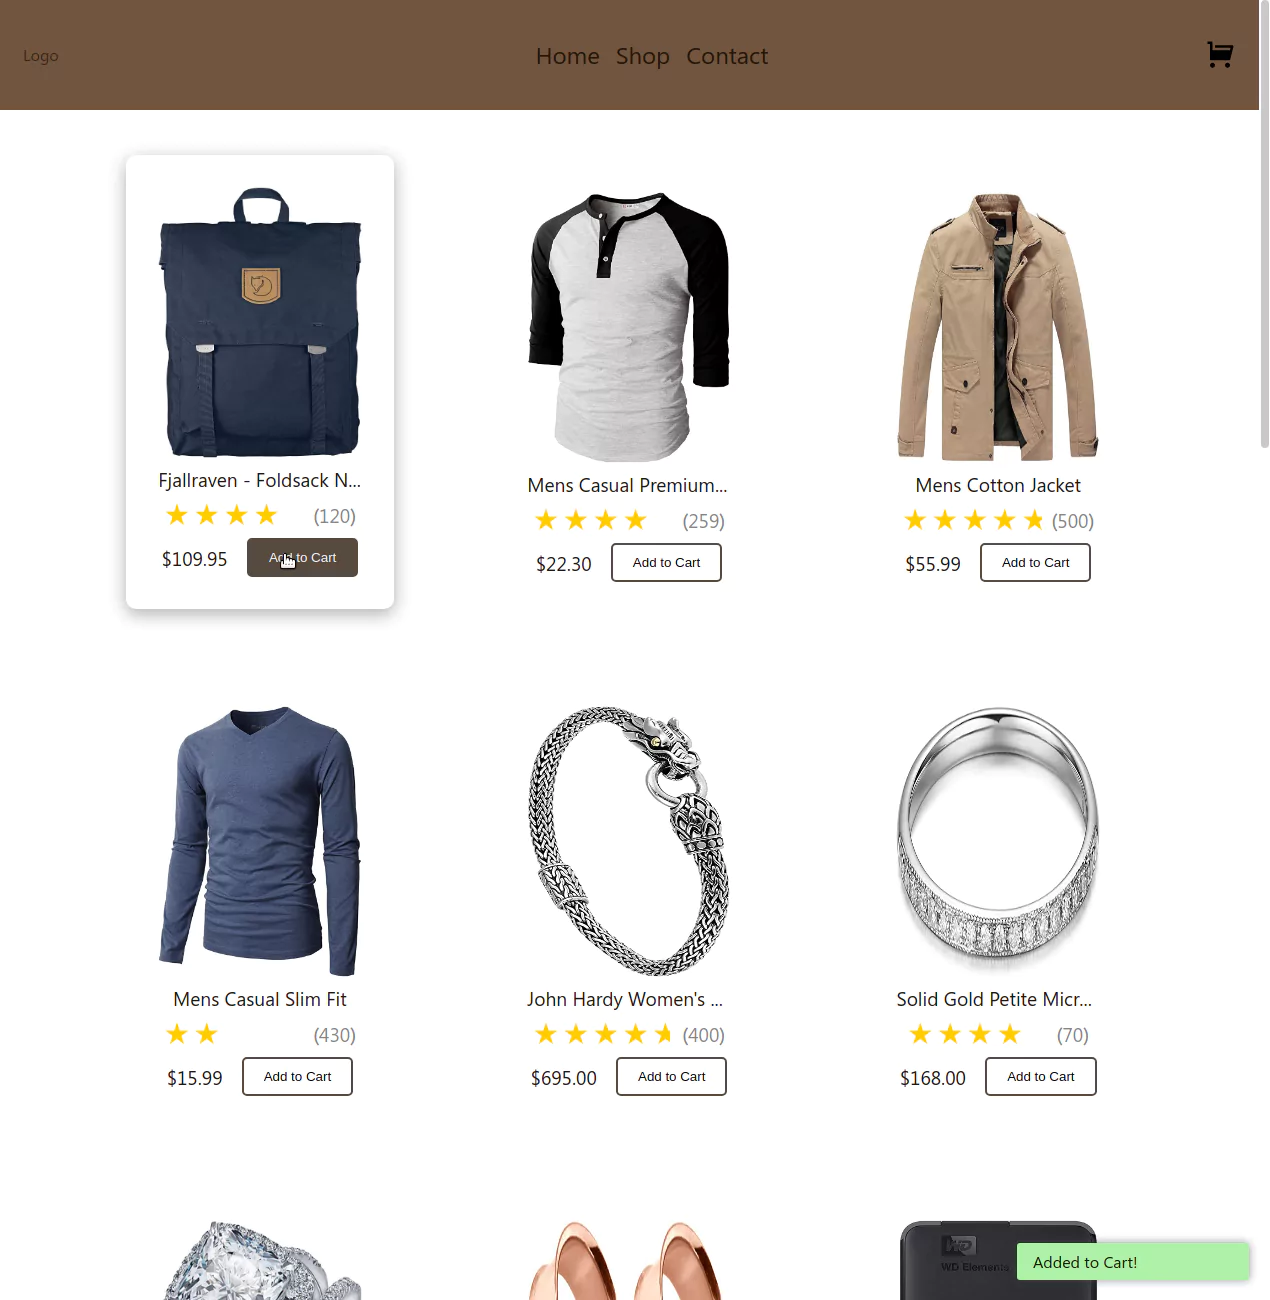 Logo
Home Shop Contact
Fjallraven - Foldsack N...
(120)
$109.95 Add to Cart
Mens Casual Premium...
(259)
$22.30 Add to Cart
Mens Cotton Jacket
(500)
$55.99 Add to Cart
Mens Casual Slim Fit
(430)
$15.99 Add to Cart
John Hardy Women's ...
(400)
$695.00 Add to Cart
Solid Gold Petite Micr...
(70)
$168.00 Add to Cart
WD
WD Elements
Added to Cart!